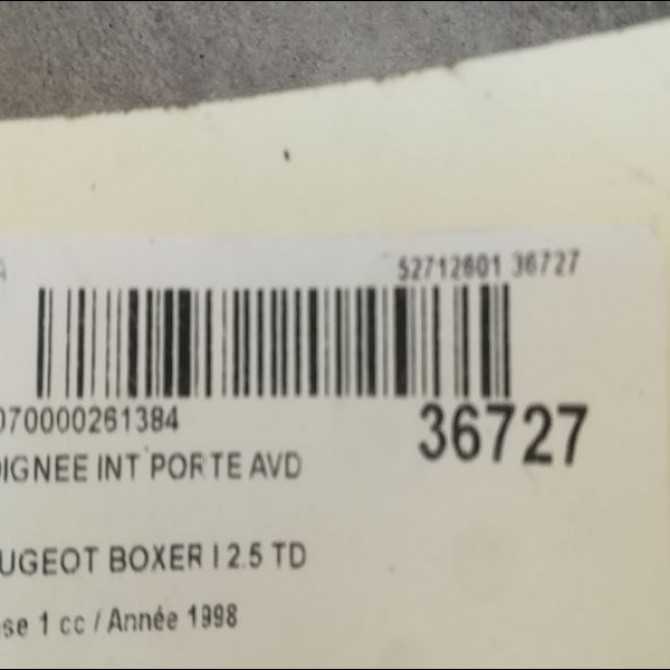 52712601 36727
070000261384
36727
OIGNEE INT PORTE AVD
UGEOT BOXER I 2.5 TD
se 1 cc / Année 1998